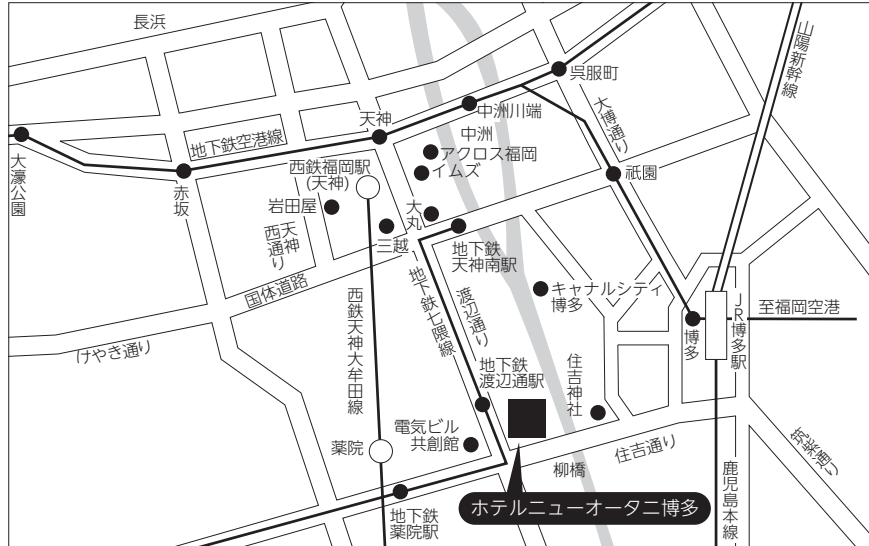 長浜
山陽新幹線
呉服町
大博通り
天神
中洲川端
中洲
地下鉄空港線
アクロス福岡
イムズ
大濠公園
赤坂
西鉄福岡駅
(天神)
祇園
岩田屋
大丸
西天
通神
り
三越
地下鉄
天神南駅
国体道路
地下鉄七隈線
渡辺通り
キャナルシティ
博多
西鉄天神大牟田線
JR博多駅
至福岡空港
博多
けやき通り
地下鉄
渡辺通駅
住吉神社
電気ビル
共創館
薬院
住吉通り
柳橋
筑紫通り
鹿児島本線
ホテルニューオータニ博多
地下鉄
薬院駅